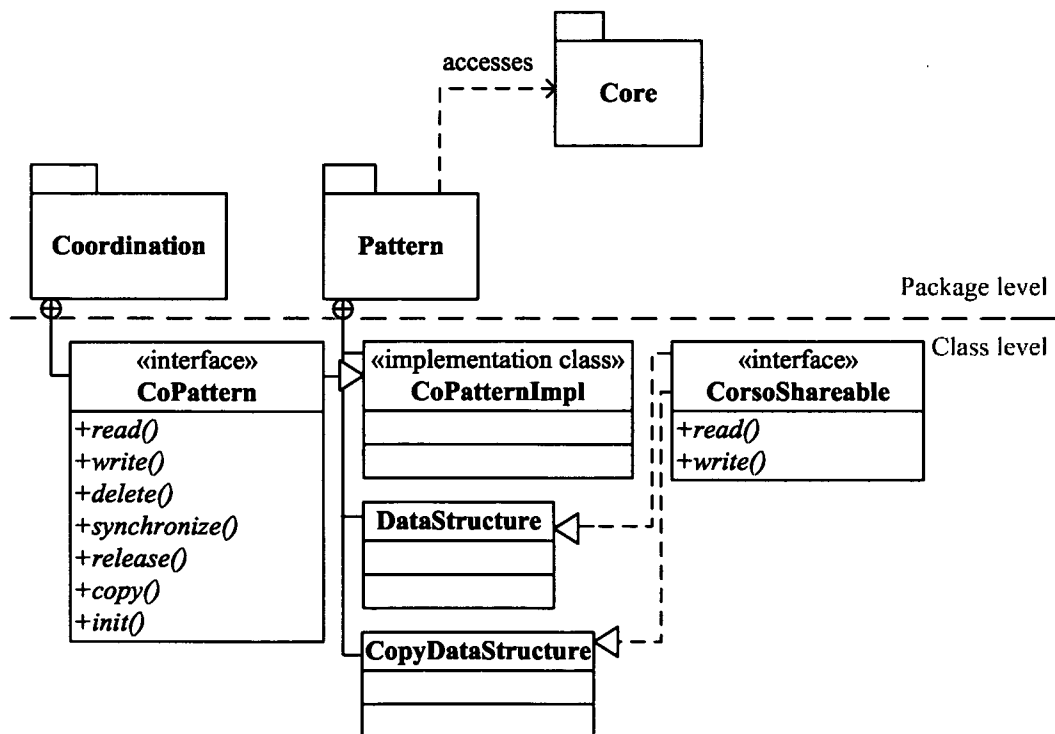 accesses
Core
Coordination
Pattern
Package level
Class level
«interface»
CoPattern
+read()
+write()
+delete()
+synchronize()
+release()
+copy()
+init()
«implementation class»
CoPatternImpl
«interface»
CorsoShareable
+read()
+write()
DataStructure
CopyDataStructure